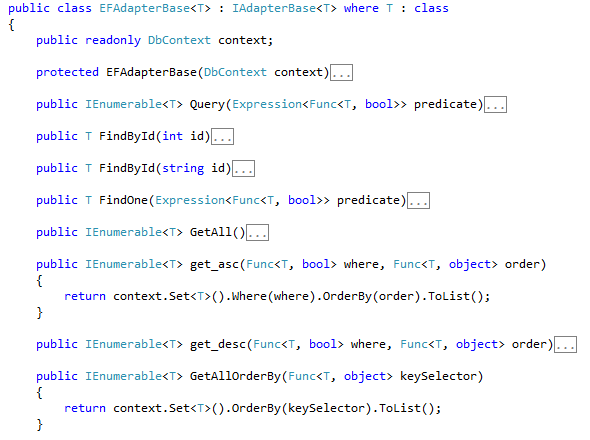 public class EFAdapterBase<T> : IAdapterBase<T> where T : class
{
    public readonly DbContext context;
    protected EFAdapterBase(DbContext context)...
    public IEnumerable<T> Query(Expression<Func<T, bool>> predicate)...
    public T FindById(int id)...
    public T FindById(string id)...
    public T FindOne(Expression<Func<T, bool>> predicate)...
    public IEnumerable<T> GetAll()...
    public IEnumerable<T> get_asc(Func<T, bool> where, Func<T, object> order)
    {
        return context.Set<T>().Where(where).OrderBy(order).ToList();
    }
    public IEnumerable<T> get_desc(Func<T, bool> where, Func<T, object> order)...
    public IEnumerable<T> GetAllOrderBy(Func<T, object> keySelector)
    {
        return context.Set<T>().OrderBy(keySelector).ToList();
    }